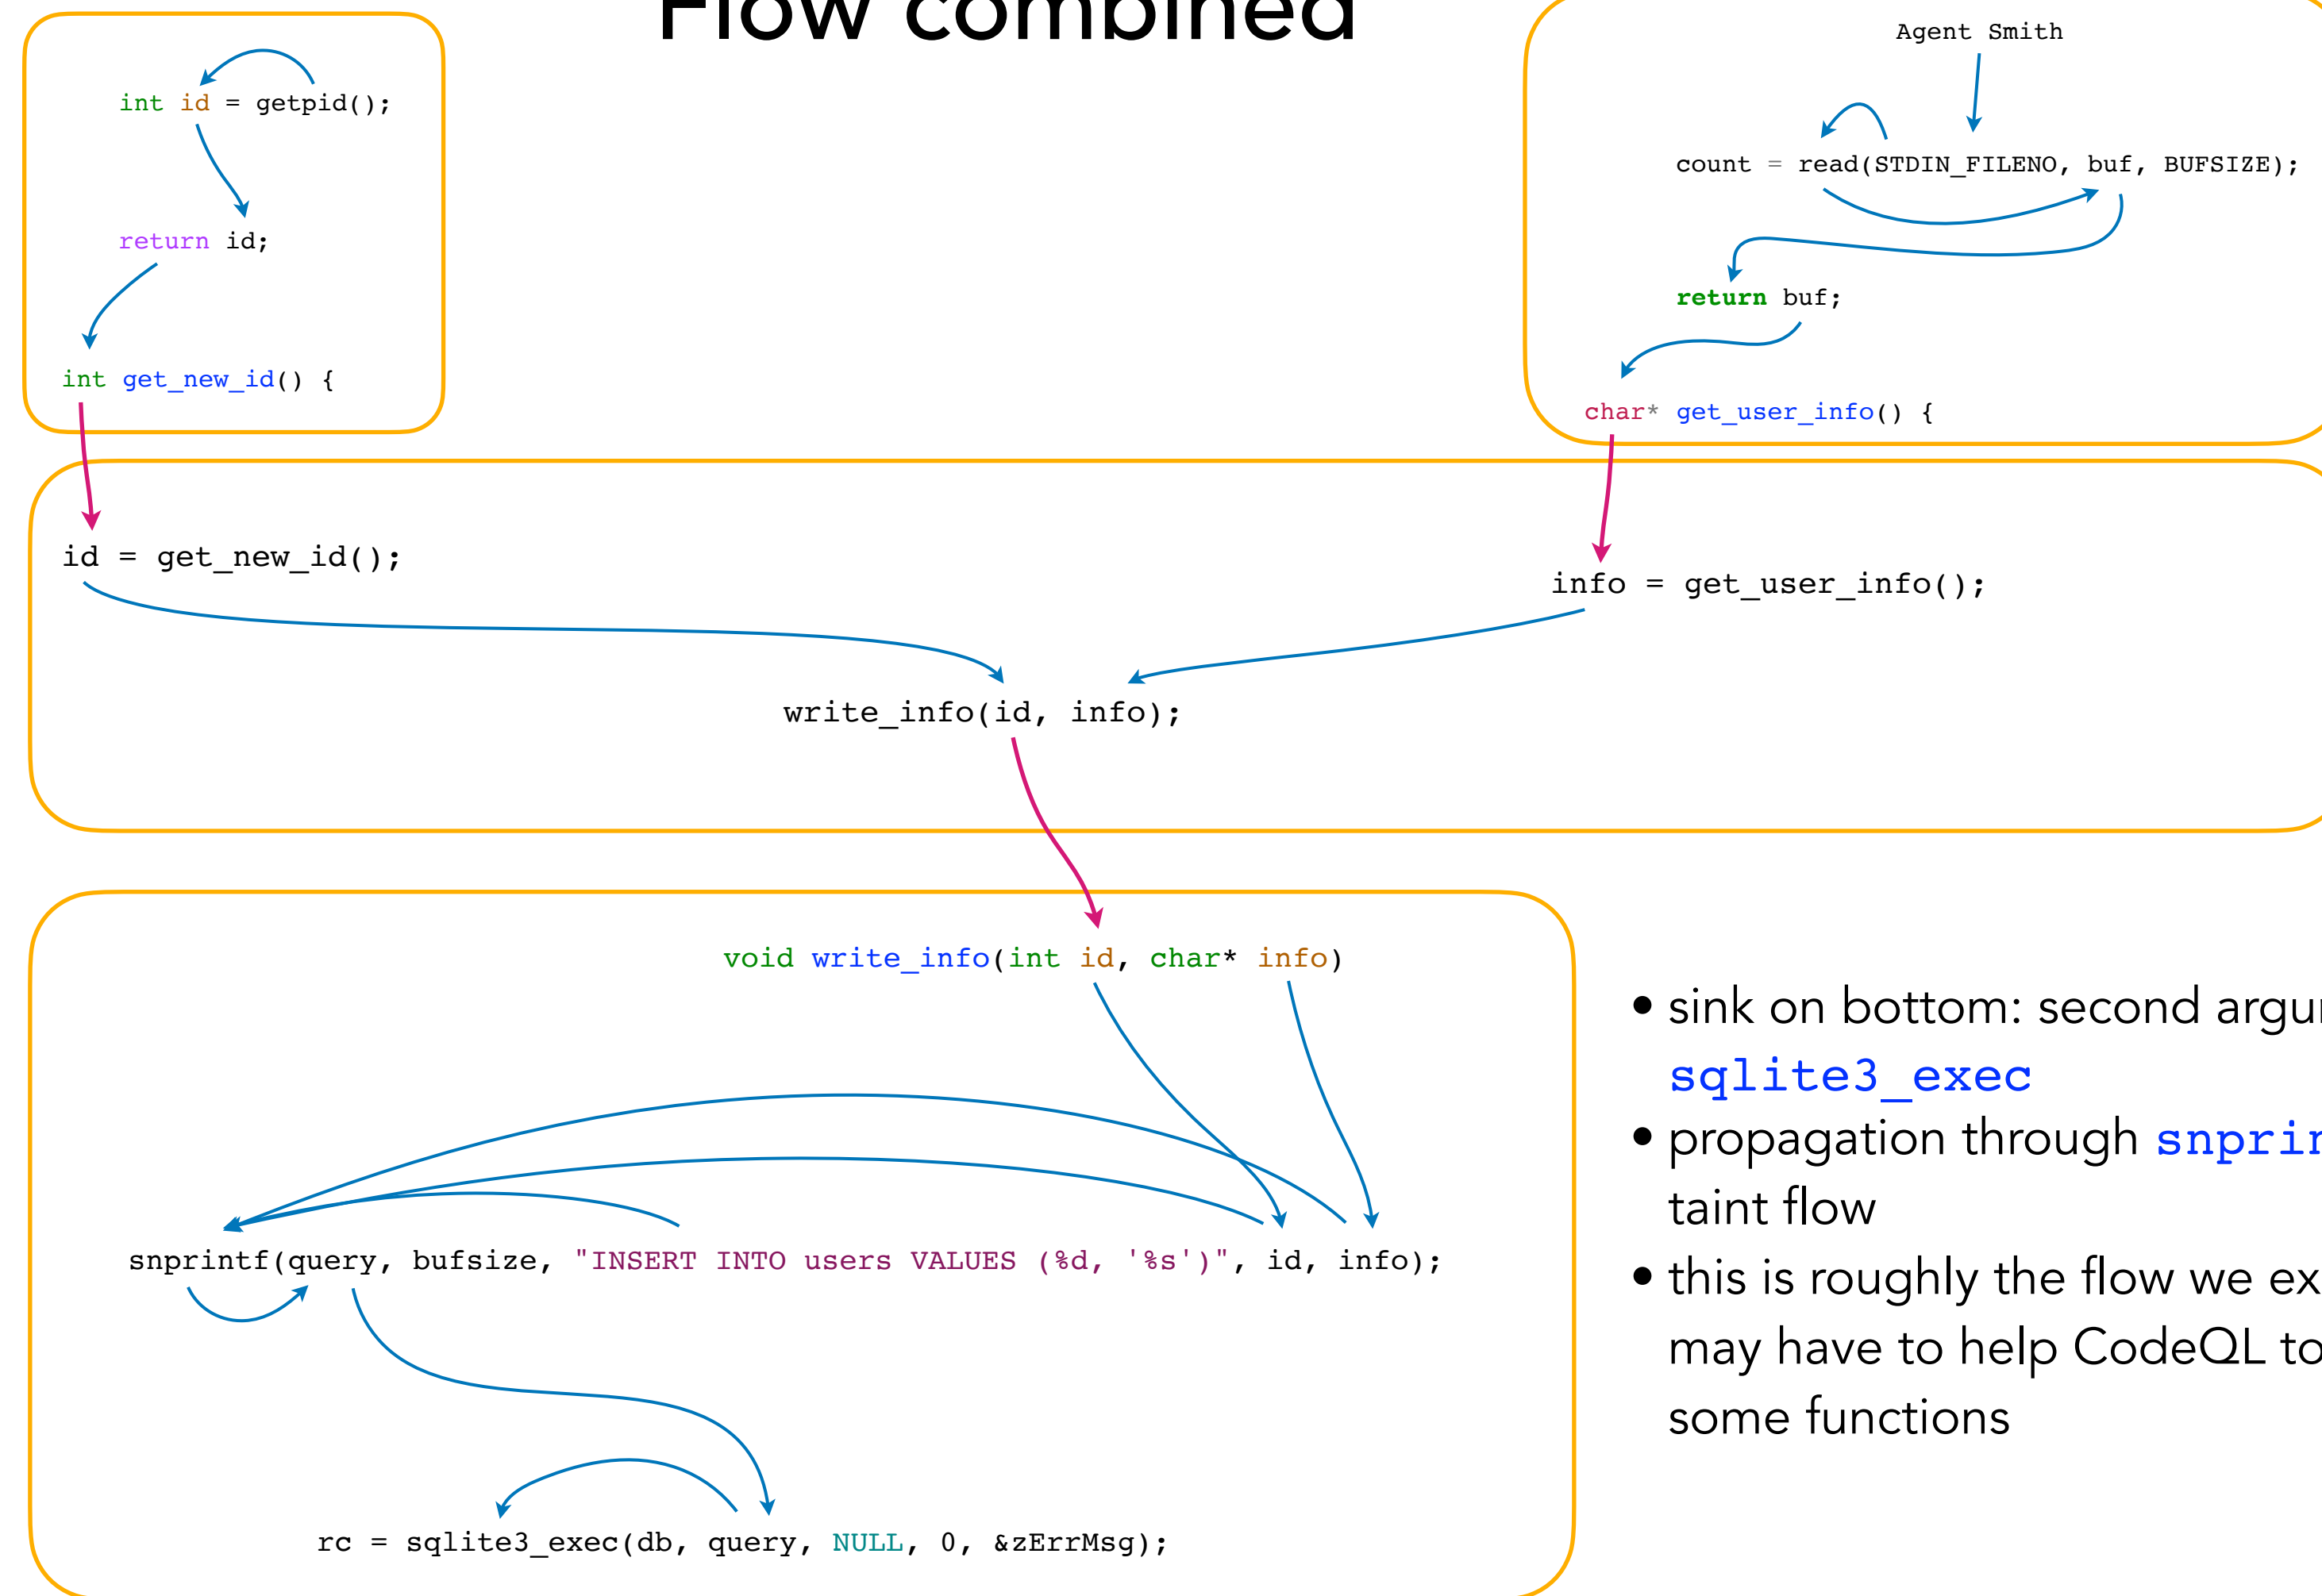 Flow combined
int id = getpid();
return id;
int get_new_id() {
Agent Smith
count = read(STDIN_FILENO, buf, BUFSIZE);
return buf;
char* get_user_info() {
id = get_new_id();
info = get_user_info();
write_info(id, info);
void write_info(int id, char* info)
snprintf(query, bufsize, "INSERT INTO users VALUES (%d, '%s')", id, info);
rc = sqlite3_exec(db, query, NULL, 0, &zErrMsg);
• sink on bottom: second
sqlite3_exec
• propagation through
taint flow
• this is roughly the flow we
may have to help CodeQL to
some functions